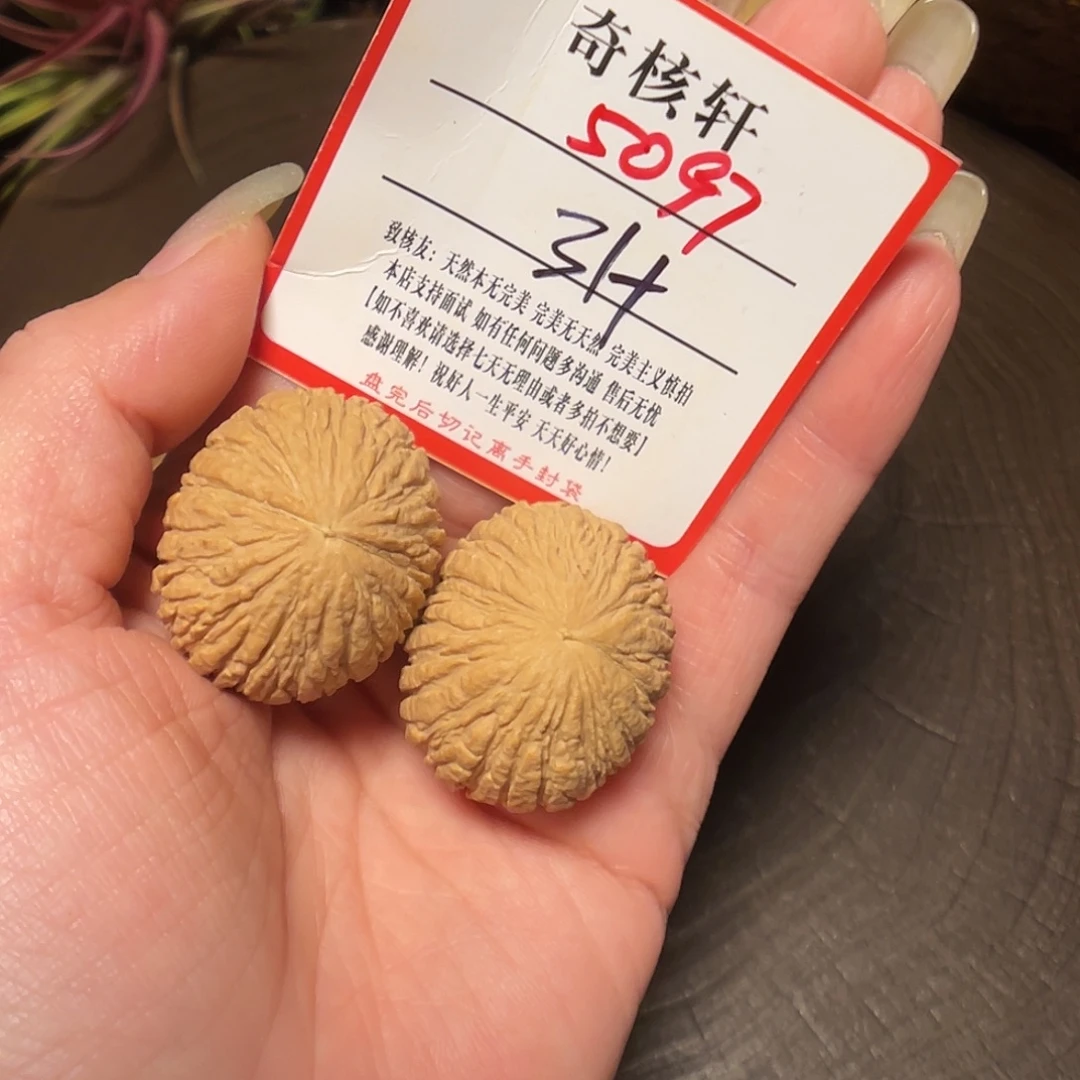 奇核轩
5097
31+
致核友：天然本无完美 完美无天然 完美主义慎拍
本店支持面试 如有任何问题多沟通 售后无忧
【如不喜欢请选择七天无理由或者多拍不想要】
感谢理解！祝好人一生平安 天天好心情！
盘完后切记离手封袋